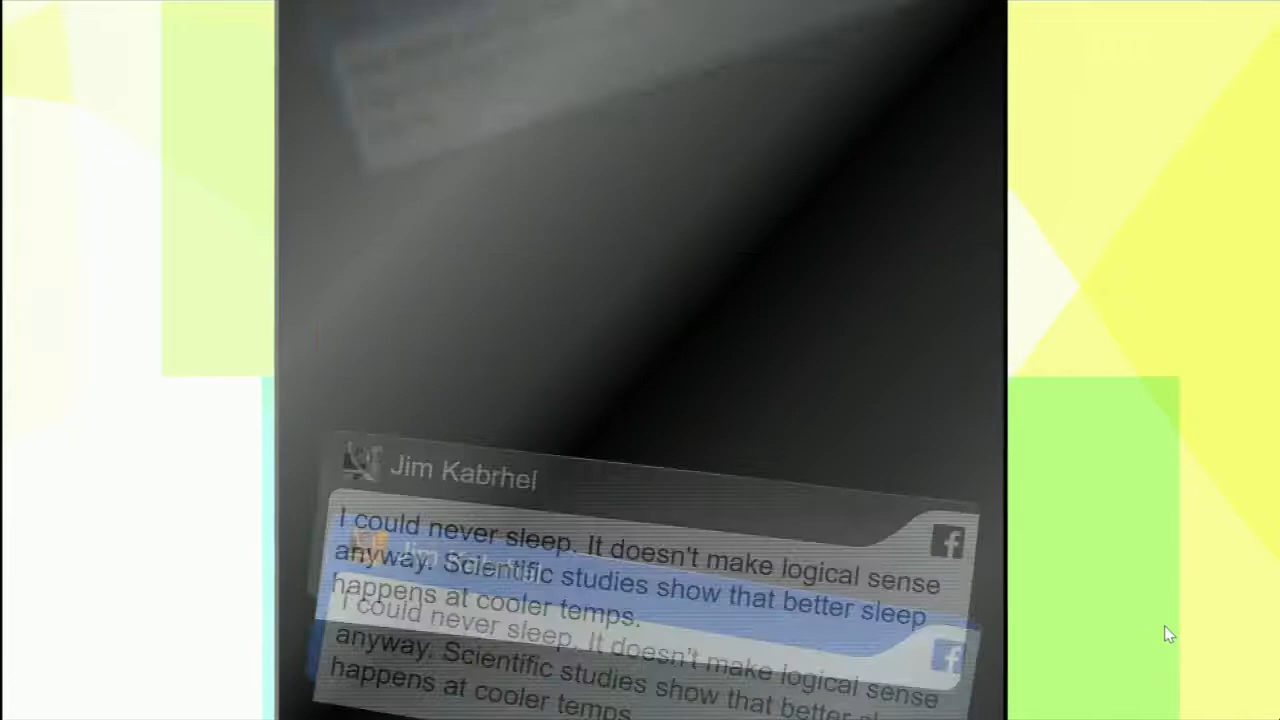 Jim Kabrhel
I could never sleep. It doesn't make logical sense
anyway. Scientific studies show that better sleep
happens at cooler temps.
I could never sleep. It doesn't make logical sense
anyway. Scientific studies show that better
happens at cooler temps.